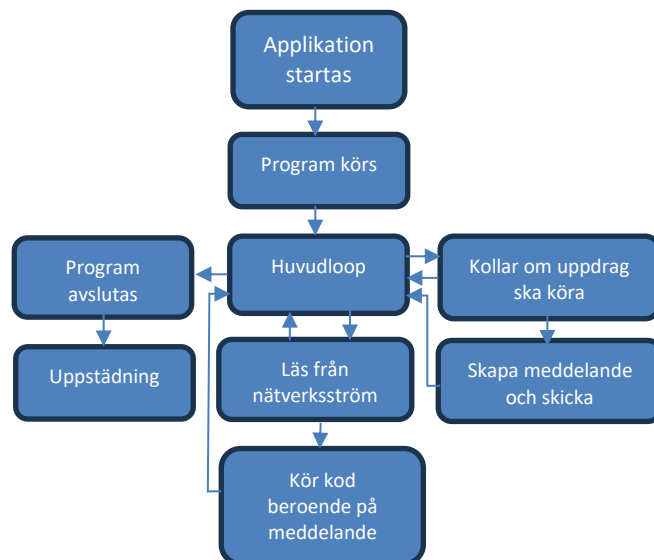 Applikation
startas
Program körs
Huvudloop
Program
avslutas
Kollar om uppdrag
ska köra
Uppstädning
Läs från
nätverksström
Skapa meddelande
och skicka
Kör kod
beroende på
meddelande